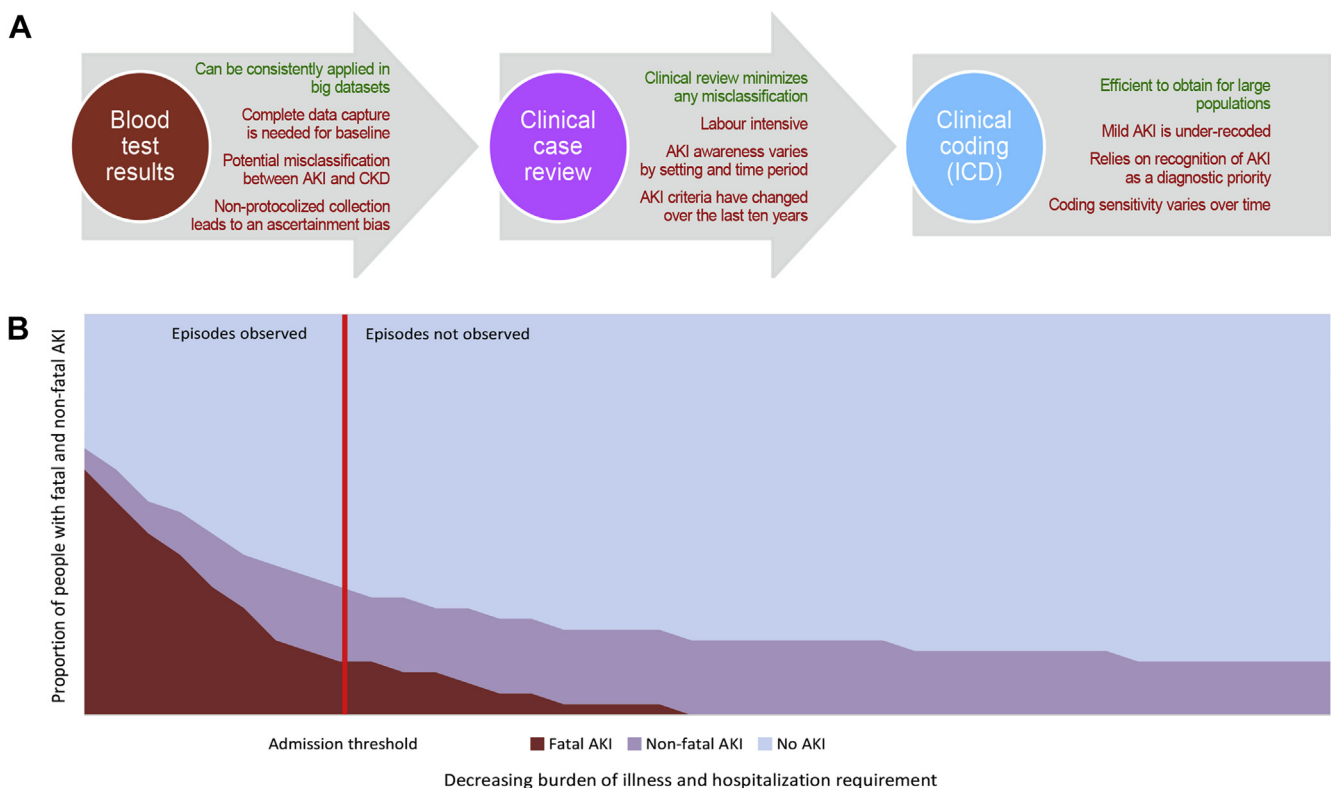 A
Blood
test
results
Can be consistently applied in
big datasets
Complete data capture
is needed for baseline
Potential misclassification
between AKI and CKD
Non-protocolized collection
leads to an ascertainment bias
Clinical
case
review
Clinical review minimizes
any misclassification
Labour intensive
AKI awareness varies
by setting and time period
AKI criteria have changed
over the last ten years
Clinical
coding
(ICD)
Efficient to obtain for large
populations
Mild AKI is under-recoded
Relies on recognition of AKI
as a diagnostic priority
Coding sensitivity varies over time
B
Proportion of people with fatal and non-fatal AKI
Episodes observed
Episodes not observed
Admission threshold
Fatal AKI
Non-fatal AKI
No AKI
Decreasing burden of illness and hospitalization requirement